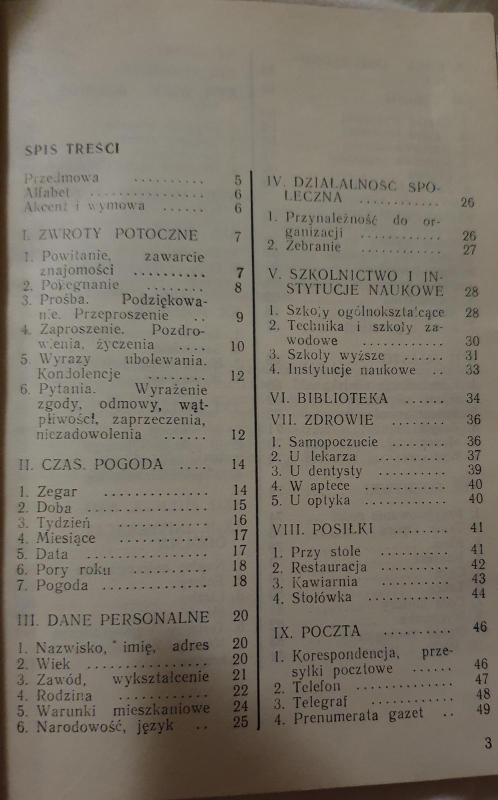 SPIS TREŚCI
Przedmowa .......... 5
Alfabet .............. 6
Akcent i wymowa ...... 6
I. ZWROTY POTOCZNE 7
1. Powitanie, zawarcie
znajomości .......... 7
2. Pożegnanie ........ 8
3. Prośba. Podziękowa-
nie. Przeproszenie .. 9
4. Zaproszenie. Pozdro-
wienia, życzenia .... 10
5. Wyrazy ubolewania.
Kondolencje ........ 12
6. Pytania. Wyrażenie
zgody, odmowy, wąt-
pliwości, zaprzeczenia,
niezadowolenia ...... 12
II. CZAS. POGODA .... 14
1. Zegar ............. 14
2. Doba ............. 15
3. Tydzień ........... 16
4. Miesiące .......... 17
5. Data .............. 17
6. Pory roku ......... 18
7. Pogoda ............ 18
III. DANE PERSONALNE 20
1. Nazwisko, imię, adres 20
2. Wiek .............. 20
3. Zawód, wykształcenie 21
4. Rodzina ........... 22
5. Warunki mieszkaniowe 24
6. Narodowość, język .. 25
IV. DZIAŁALNOŚĆ SPO-
ŁECZNA ............ 26
1. Przynależność do or-
ganizacji ............ 26
2. Zebranie ........... 27
V. SZKOLNICTWO I IN-
STYTUCJE NAUKOWE 28
1. Szkoły ogólnokształcące 28
2. Technika i szkoły za-
wodowe ............ 30
3. Szkoły wyższe ...... 31
4. Instytucje naukowe .. 33
VI. BIBLIOTEKA ...... 34
VII. ZDROWIE ........ 36
1. Samopoczucie ...... 36
2. U lekarza .......... 37
3. U dentysty ......... 39
4. W aptece .......... 40
5. U optyka ........... 40
VIII. POSIŁKI ........ 41
1. Przy stole .......... 41
2. Restauracja ........ 42
3. Kawiarnia .......... 43
4. Stołówka ........... 44
IX. POCZTA .......... 46
1. Korespondencja, prze-
syłki pocztowe ...... 46
2. Telefon ............. 47
3. Telegraf ............ 48
4. Prenumerata gazet .. 49
3